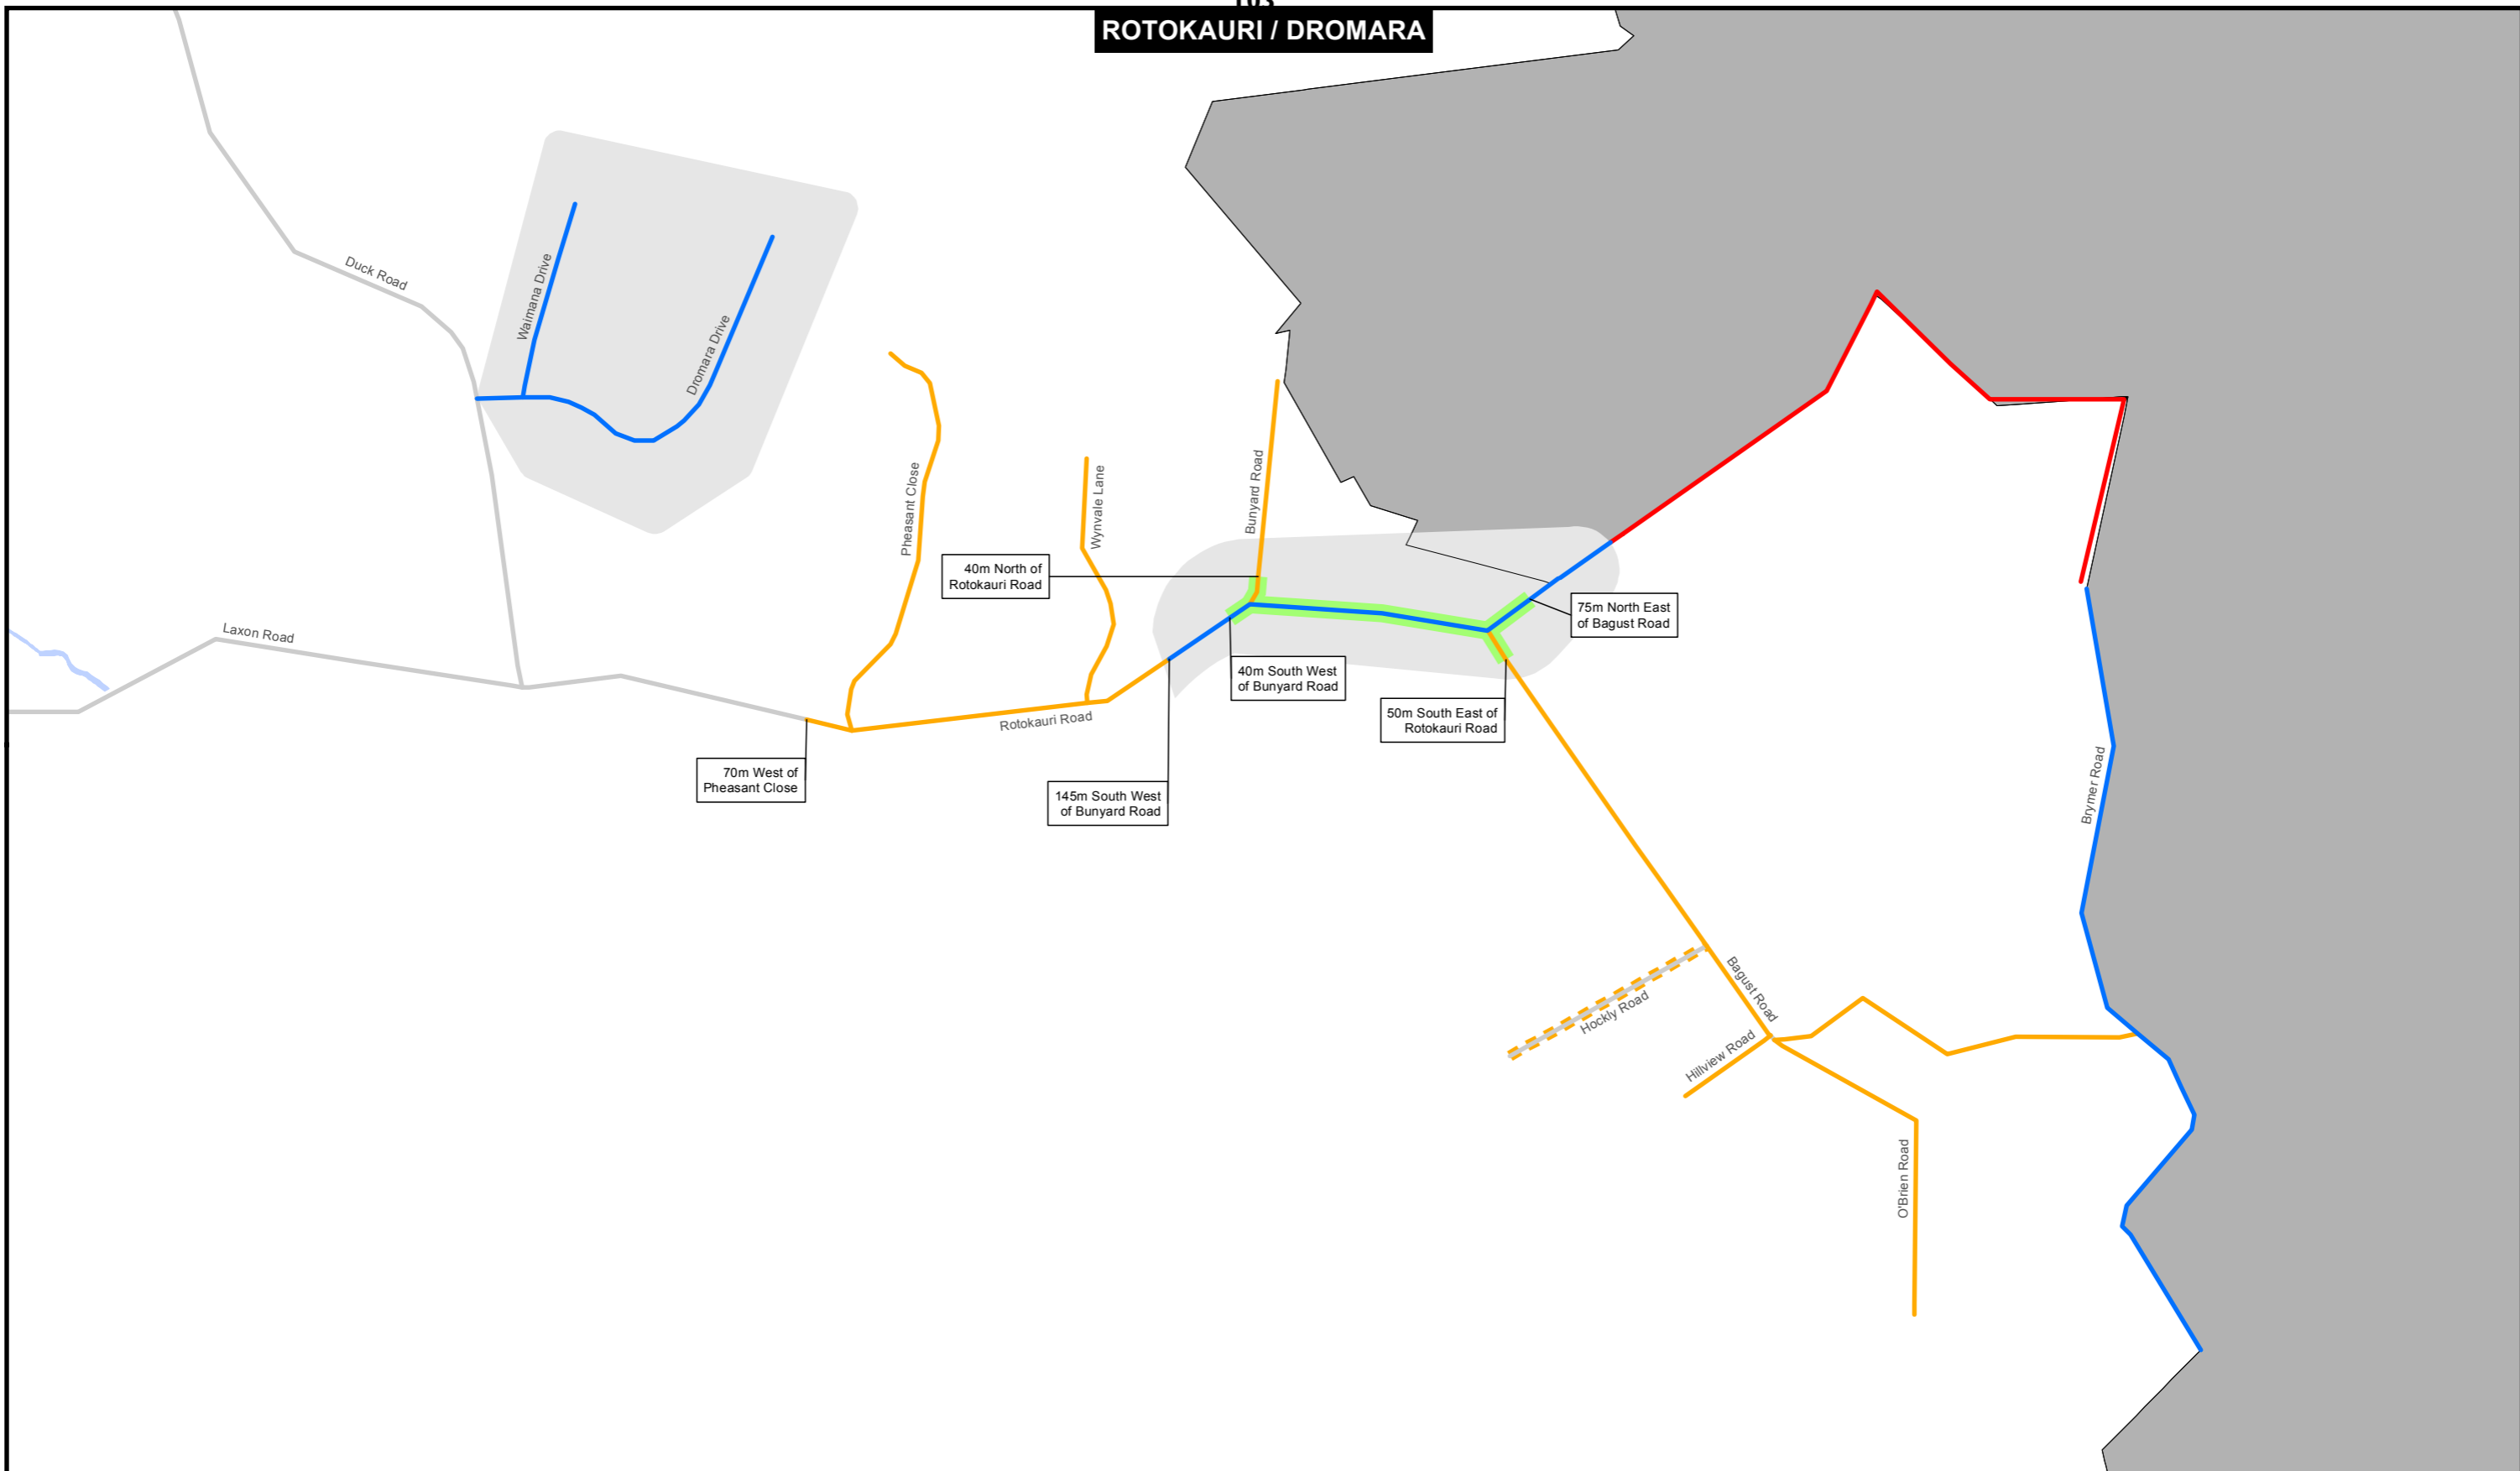 103
ROTOKAURI / DROMARA
Duck Road
Waimana Drive
Dromara Drive
Pheasant Close
Wynvale Lane
Bunyard Road
40m North of
Rotokauri Road
75m North East
of Bagust Road
Laxon Road
40m South West
of Bunyard Road
50m South East of
Rotokauri Road
Rotokauri Road
70m West of
Pheasant Close
145m South West
of Bunyard Road
Brymer Road
Bagust Road
Hockly Road
Hillview Road
O'Brien Road